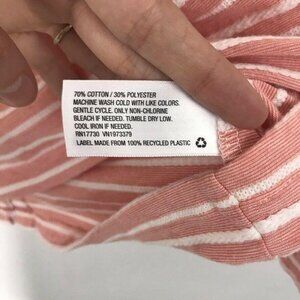 70% COTTON / 30% POLYESTER
MACHINE WASH COLD WITH LIKE COLORS.
GENTLE CYCLE. ONLY NON-CHLORINE
BLEACH IF NEEDED. TUMBLE DRY LOW.
COOL IRON IF NEEDED.
RN17730 VN1973379
LABEL MADE FROM 100% RECYCLED PLASTIC